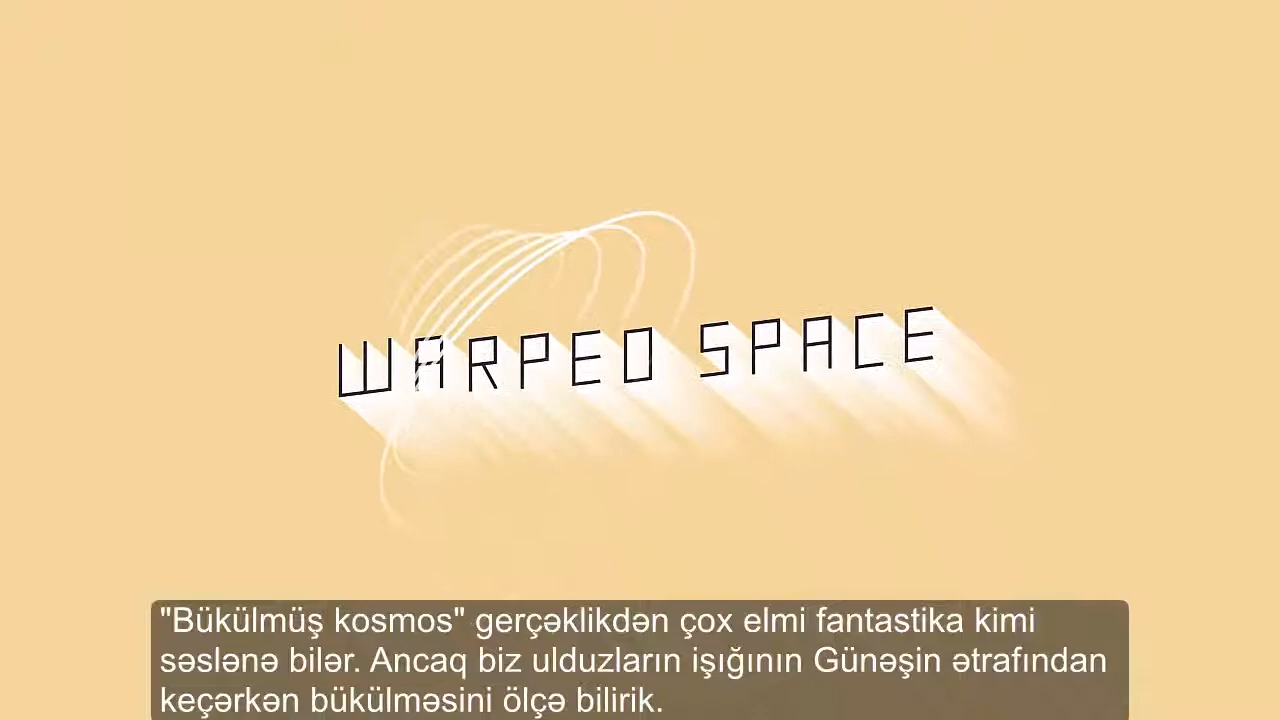 WARPED SPACE
"Bükülmüş kosmos" gerçəklikdən çox elmi fantastika kimi
səslənə bilər. Ancaq biz ulduzların işığının Günəşin ətrafından
keçərkən bükülməsini ölçə bilirik.